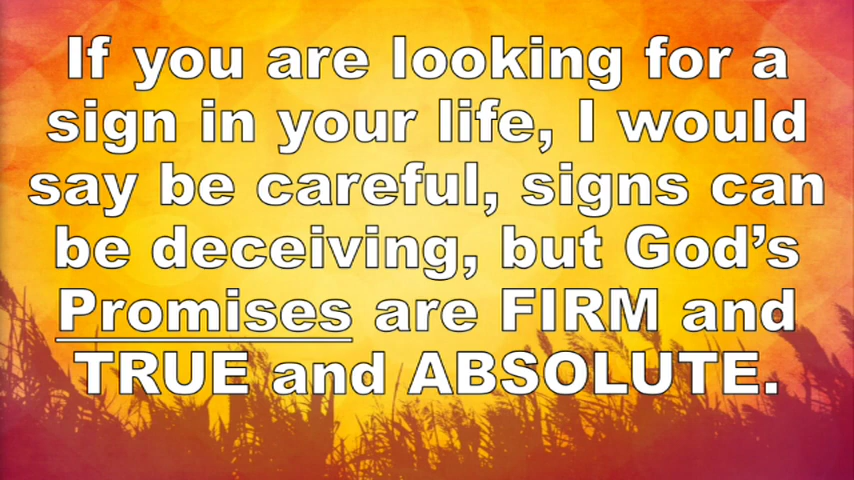 If you are looking for a
sign in your life, I would
say be careful, signs can
be deceiving, but God’s
Promises are FIRM and
TRUE and ABSOLUTE.